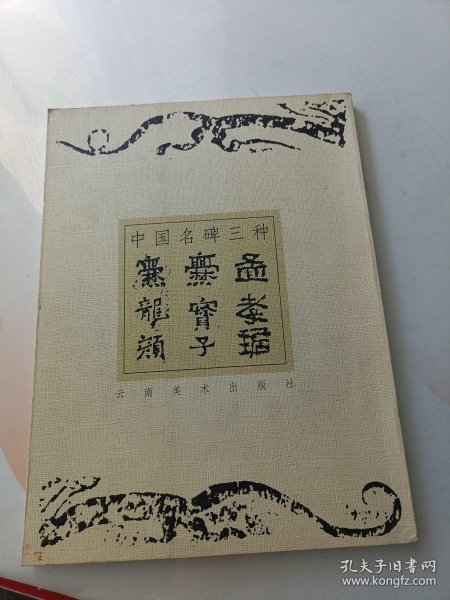 中国名碑三种
孟孝琚
爨寶子
爨龍顔
云南美术出版社
孔夫子旧书网
www.kongfz.com